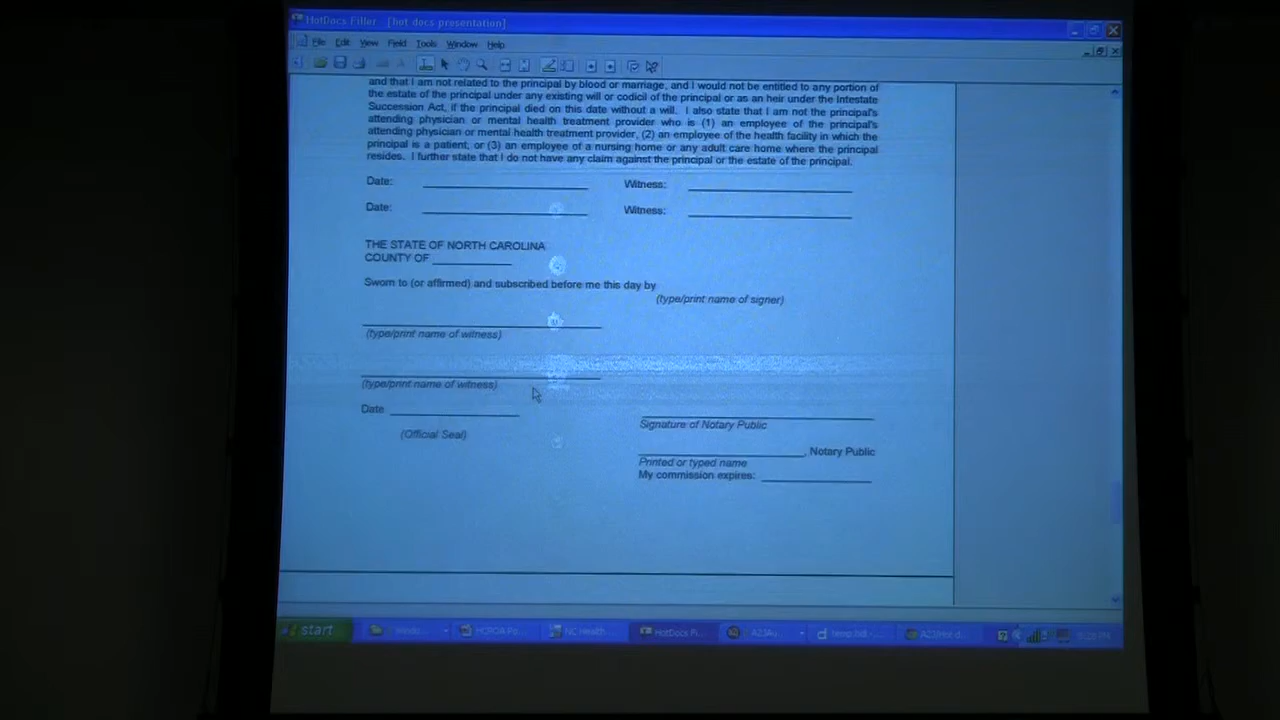 HotDocs Filler - [hot docs presentation]
File Edit View Field Tools Window Help
and that I am not related to the principal by blood or marriage, and I would not be entitled to any portion of
the estate of the principal under any existing will or codicil of the principal or as an heir under the Intestate
Succession Act, if the principal died on this date without a will. I also state that I am not the principal's
attending physician or mental health treatment provider who is (1) an employee of the principal's
attending physician or mental health treatment provider, (2) an employee of the health facility in which the
principal is a patient, or (3) an employee of a nursing home or any adult care home where the principal
resides. I further state that I do not have any claim against the principal or the estate of the principal.
Date: Witness:
Date: Witness:
THE STATE OF NORTH CAROLINA
COUNTY OF
Sworn to (or affirmed) and subscribed before me this day by
(type/print name of signer)
(type/print name of witness)
(type/print name of witness)
Date
(Official Seal)
Signature of Notary Public
, Notary Public
Printed or typed name
My commission expires:
start HotDocs Fi...